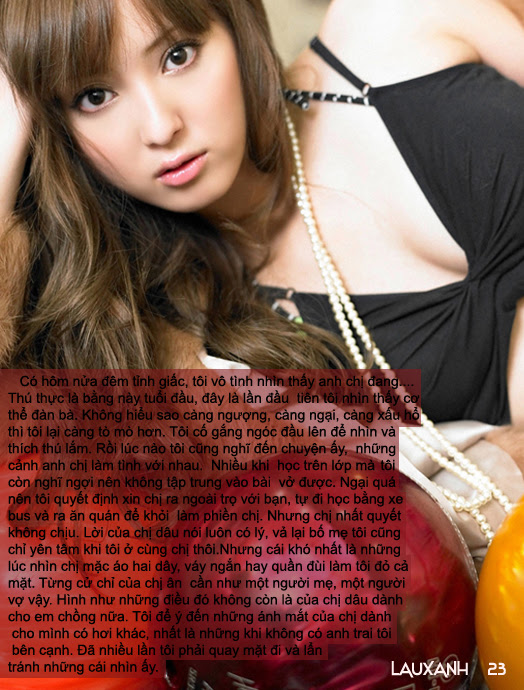 Có hôm nửa đêm tỉnh giấc, tôi vô tình nhìn thấy anh chị đang....
Thú thực là bằng này tuổi đầu, đây là lần đầu tiên tôi nhìn thấy cơ
thể đàn bà. Không hiểu sao càng ngượng, càng ngại, càng xấu hổ
thì tôi lại càng tò mò hơn. Tôi cố gắng ngóc đầu lên để nhìn và
thích thú lắm. Rồi lúc nào tôi cũng nghĩ đến chuyện ấy, những
cảnh anh chị làm tình với nhau. Nhiều khi học trên lớp mà tôi
còn nghĩ ngợi nên không tập trung vào bài vở được. Ngại quá
nên tôi quyết định xin chị ra ngoài trọ với bạn, tự đi học bằng xe
bus và ra ăn quán để khỏi làm phiền chị. Nhưng chị nhất quyết
không chịu. Lời của chị dâu nói luôn có lý, vả lại bố mẹ tôi cũng
chỉ yên tâm khi tôi ở cùng chị thôi.Nhưng cái khó nhất là những
lúc nhìn chị mặc áo hai dây, váy ngắn hay quần đùi làm tôi đỏ cả
mặt. Từng cử chỉ của chị ân cần như một người mẹ, một người
vợ vậy. Hình như những điều đó không còn là của chị dâu dành
cho em chồng nữa. Tôi để ý đến những ánh mắt của chị dành
cho mình có hơi khác, nhất là những khi không có anh trai tôi
bên cạnh. Đã nhiều lần tôi phải quay mặt đi và lẩn
tránh những cái nhìn ấy.
LAUXANH 23